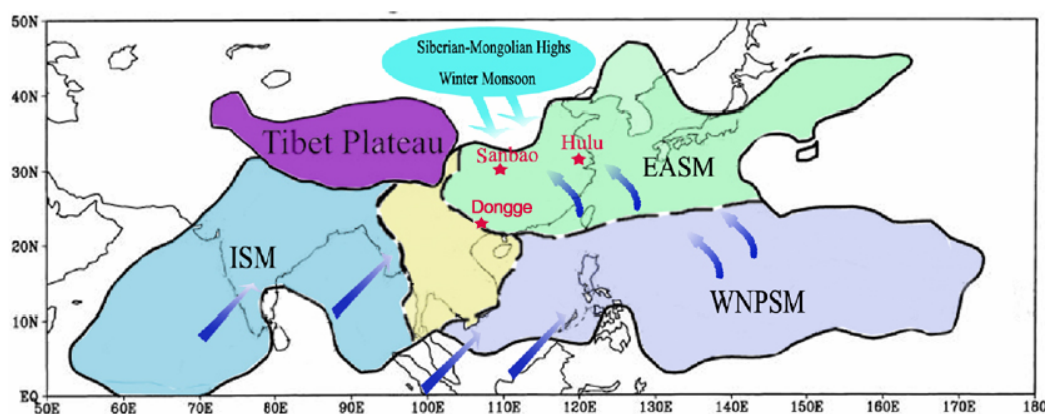 50N
Siberian-Mongolian Highs
Winter Monsoon
40N
Tibet Plateau
Sanbao
Hulu
30N
EASM
Dongge
20N
ISM
WNPSM
10N
EQ
50E 60E 70E 80E 90E 100E 110E 120E 130E 140E 150E 160E 170E 180